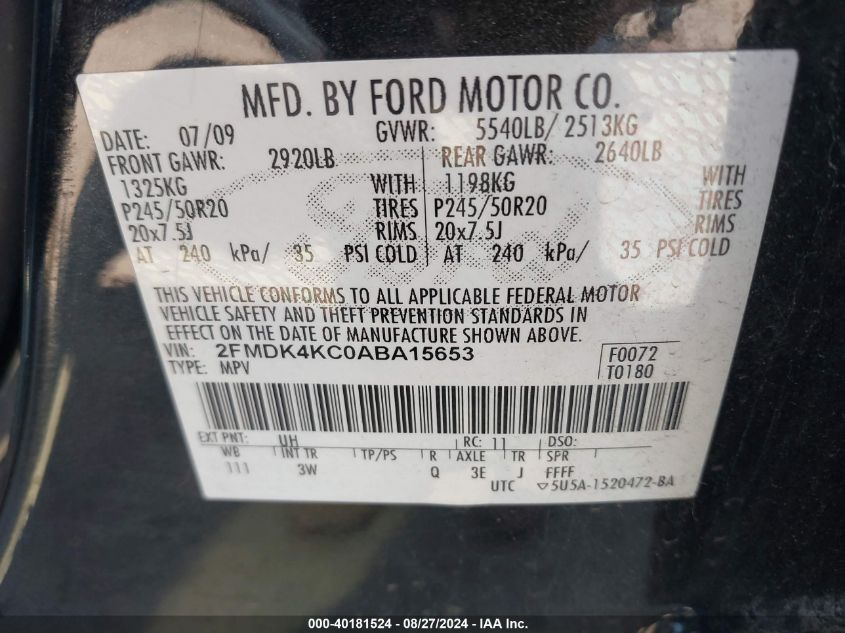 MFD. BY FORD MOTOR CO.
DATE: 07/09 GVWR: 5540LB/ 2513KG
FRONT GAWR: 2920LB REAR GAWR: 2640LB
1325KG WITH 1198KG WITH
P245/50R20 TIRES P245/50R20 TIRES
20x7.5J RIMS 20x7.5J RIMS
AT 240 kPa/ 35 PSI COLD AT 240 kPa/ 35 PSI COLD
THIS VEHICLE CONFORMS TO ALL APPLICABLE FEDERAL MOTOR
VEHICLE SAFETY AND THEFT PREVENTION STANDARDS IN
EFFECT ON THE DATE OF MANUFACTURE SHOWN ABOVE.
VIN: 2FMDK4KC0ABA15653 F0072
TYPE: MPV T0180
EXT PNT: UH RC: 11 DSO:
WB INT TR TP/PS R AXLE TR SPR
111 3W Q 3E J FFFF
UTC ▽5U5A-1520472-BA
000-40181524 - 08/27/2024 - IAA Inc.